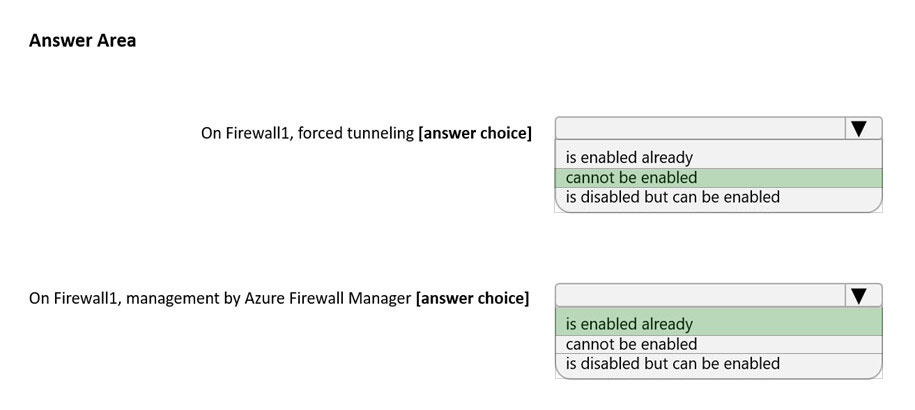 Answer Area
On Firewall1, forced tunneling [answer choice]
is enabled already
cannot be enabled
is disabled but can be enabled
On Firewall1, management by Azure Firewall Manager [answer choice]
is enabled already
cannot be enabled
is disabled but can be enabled